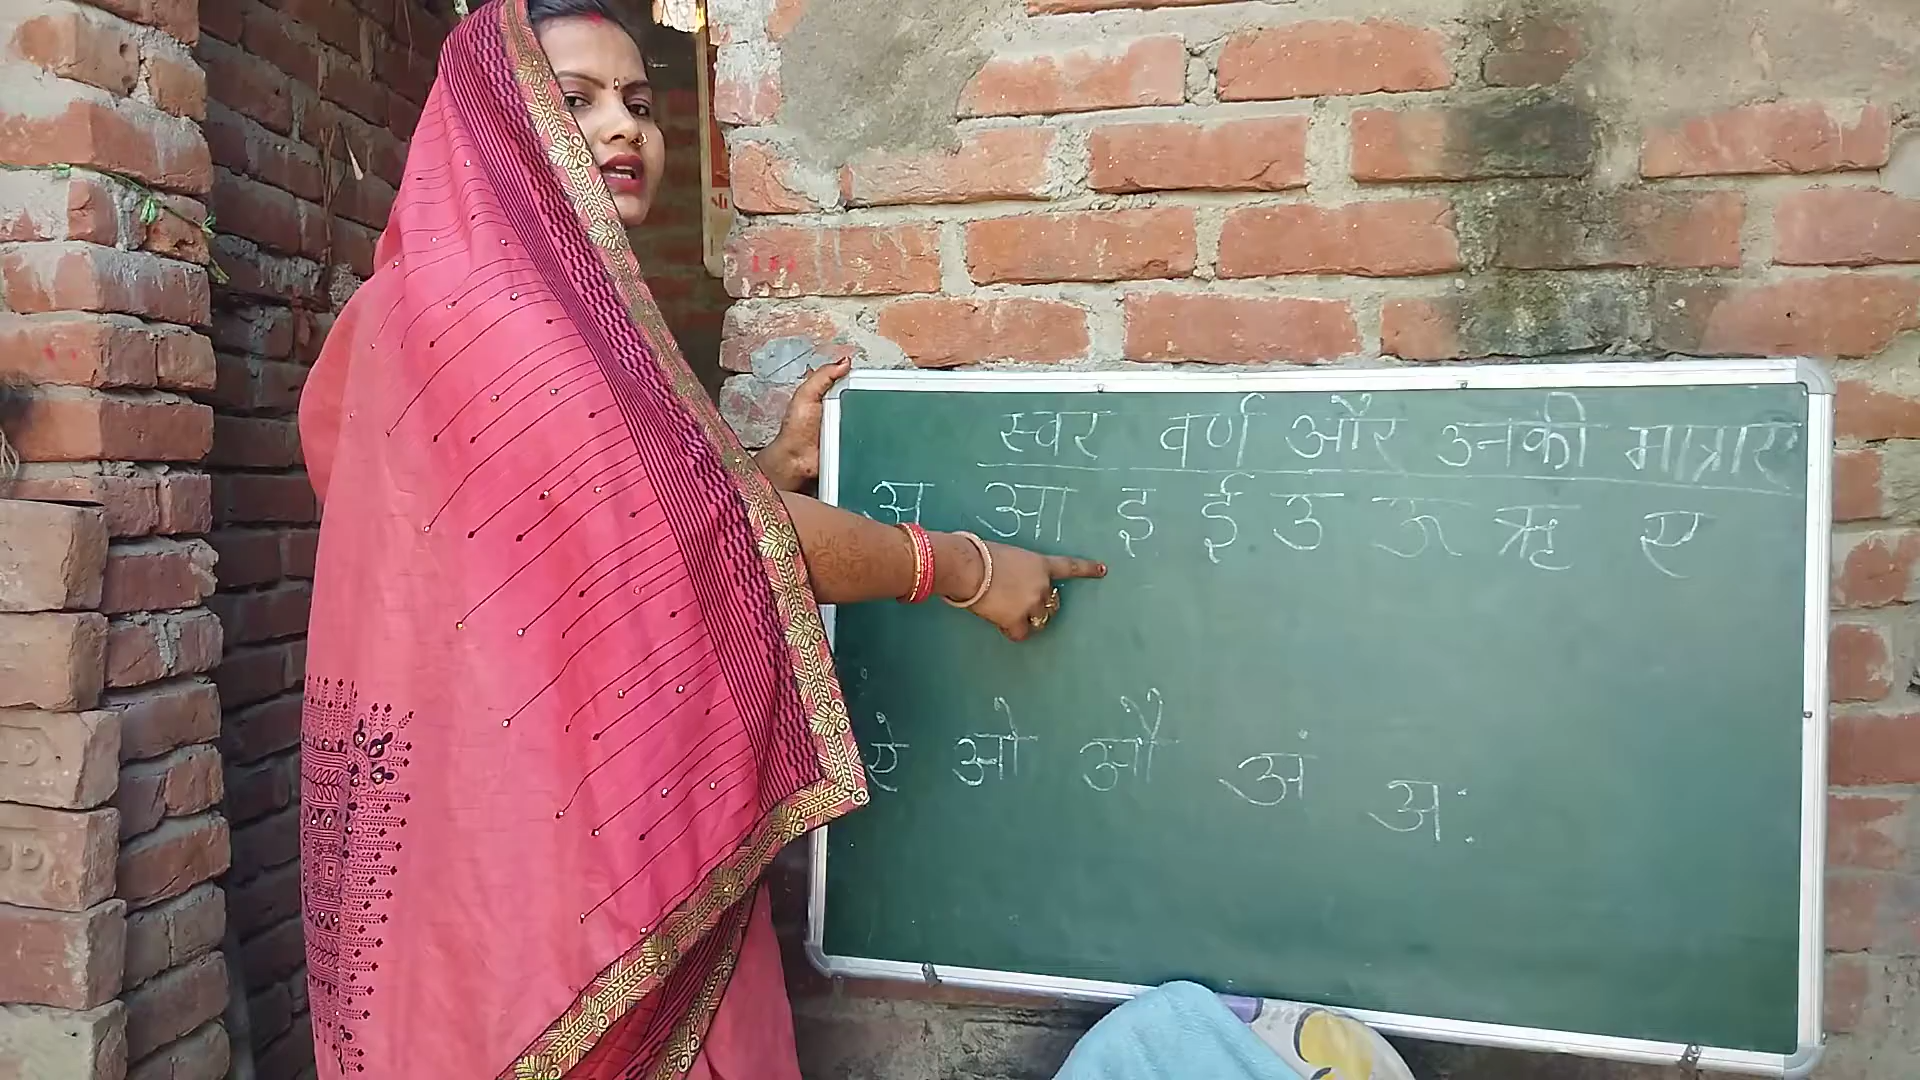 स्वर वर्ण और उनकी मात्राएं
अ आ इ ई उ ऊ ऋ ए
ऐ ओ औ अं अः